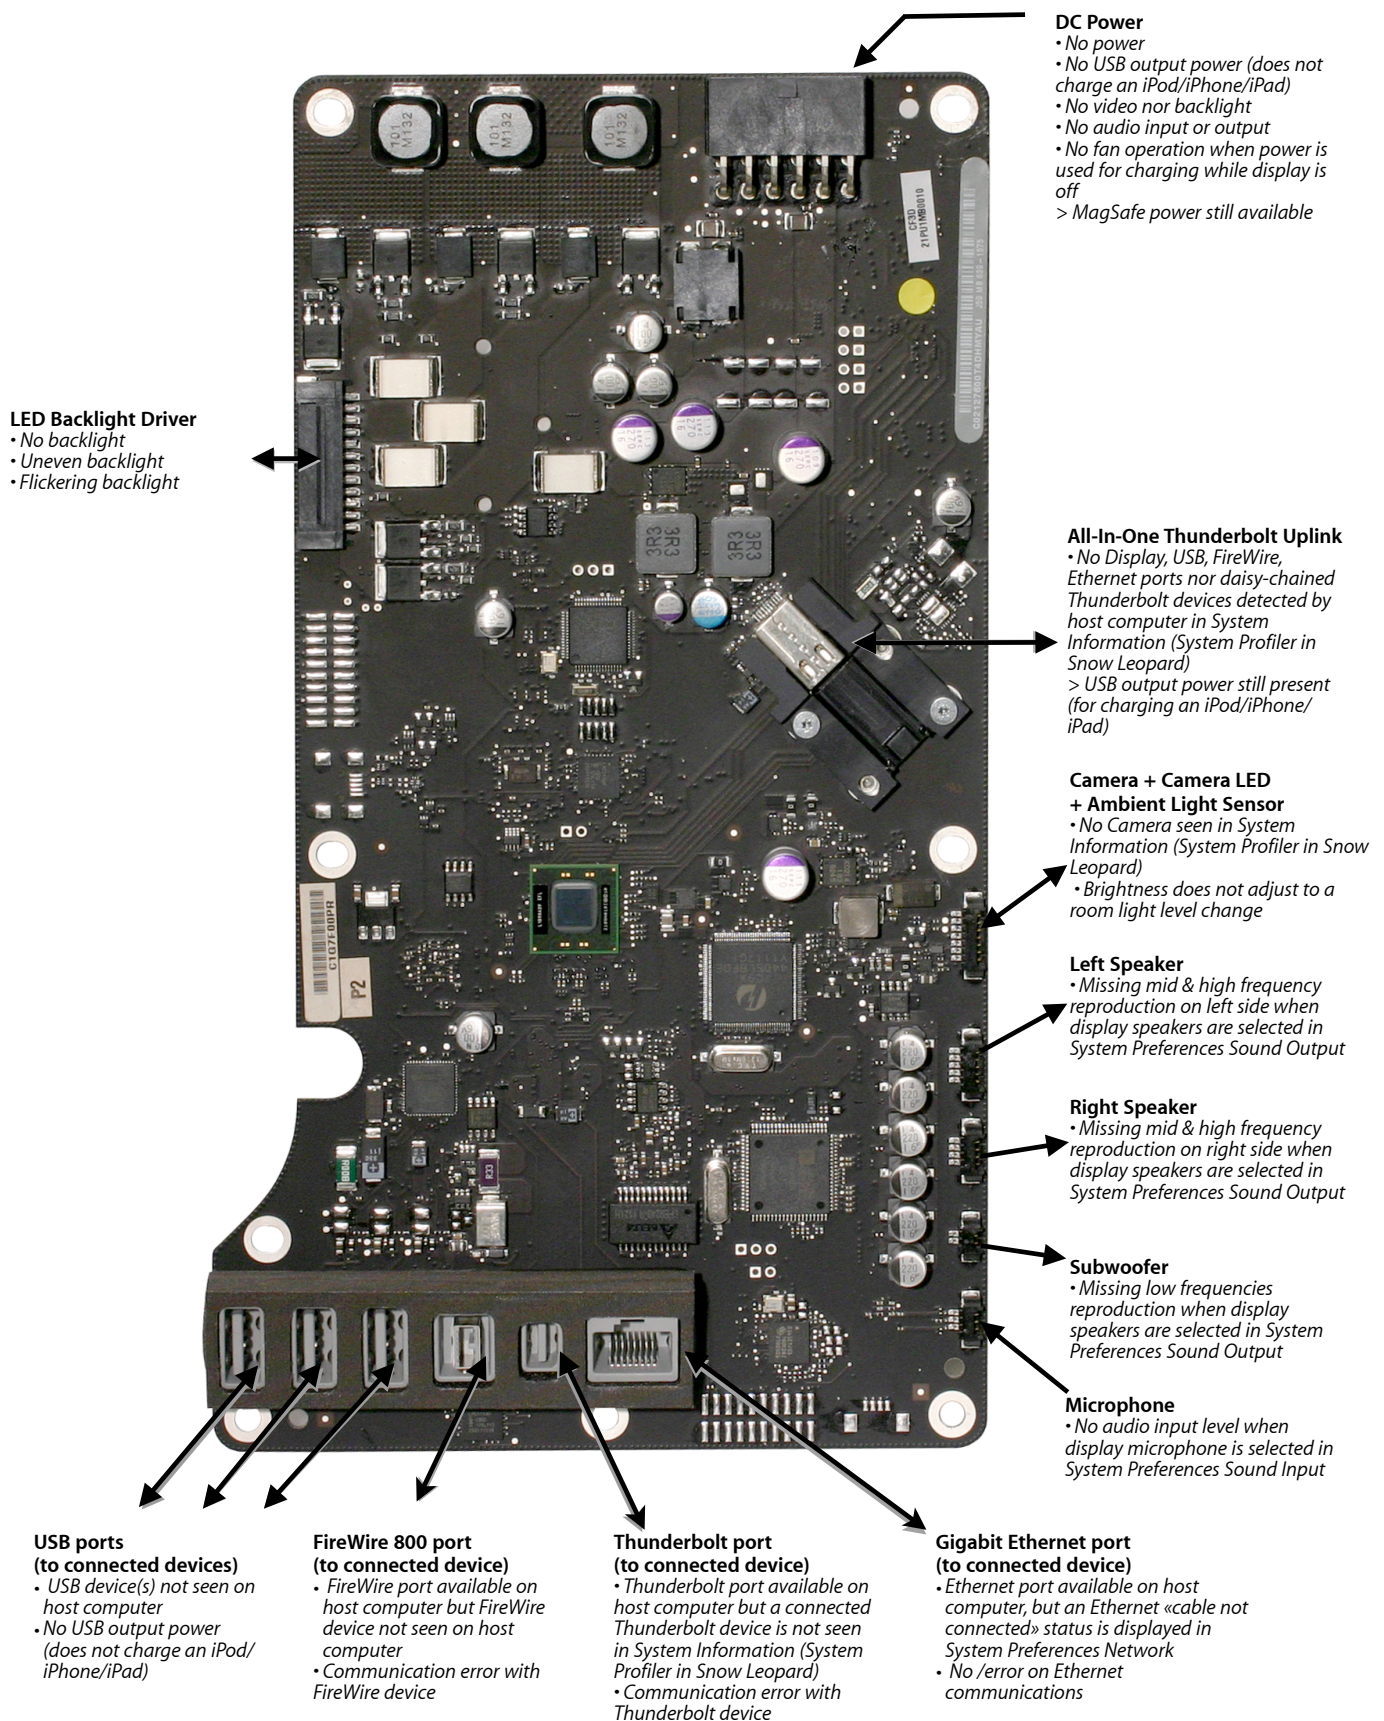 DC Power
• No power
• No USB output power (does not
charge an iPod/iPhone/iPad)
• No video nor backlight
• No audio input or output
• No fan operation when power is
used for charging while display is
off
> MagSafe power still available
101
M132
101
M132
101
M132
CF3D
21PU1MB0010
LED Backlight Driver
• No backlight
• Uneven backlight
• Flickering backlight
270
16
270
16
270
16
3R3
3R3
All-In-One Thunderbolt Uplink
• No Display, USB, FireWire,
Ethernet ports nor daisy-chained
Thunderbolt devices detected by
host computer in System
Information (System Profiler in
Snow Leopard)
> USB output power still present
(for charging an iPod/iPhone/
iPad)
Camera + Camera LED
+ Ambient Light Sensor
• No Camera seen in System
Information (System Profiler in Snow
Leopard)
• Brightness does not adjust to a
room light level change
C1Q7F00PR
P2
Left Speaker
• Missing mid & high frequency
reproduction on left side when
display speakers are selected in
System Preferences Sound Output
220
Right Speaker
• Missing mid & high frequency
reproduction on right side when
display speakers are selected in
System Preferences Sound Output
220
220
Subwoofer
• Missing low frequencies
reproduction when display
speakers are selected in System
Preferences Sound Output
Microphone
• No audio input level when
display microphone is selected in
System Preferences Sound Input
USB ports
(to connected devices)
• USB device(s) not seen on
host computer
• No USB output power
(does not charge an iPod/
iPhone/iPad)
FireWire 800 port
(to connected device)
• FireWire port available on
host computer but FireWire
device not seen on host
computer
• Communication error with
FireWire device
Thunderbolt port
(to connected device)
• Thunderbolt port available on
host computer but a connected
Thunderbolt device is not seen
in System Information (System
Profiler in Snow Leopard)
• Communication error with
Thunderbolt device
Gigabit Ethernet port
(to connected device)
• Ethernet port available on host
computer, but an Ethernet «cable not
connected» status is displayed in
System Preferences Network
• No /error on Ethernet
communications